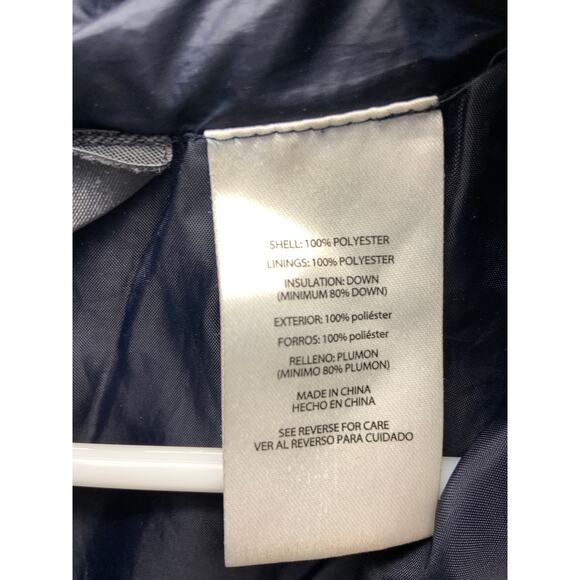 SHELL: 100% POLYESTER
LININGS: 100% POLYESTER
INSULATION: DOWN
(MINIMUM 80% DOWN)
EXTERIOR: 100% poliéster
FORROS: 100% poliéster
RELLENO: PLUMON
(MINIMO 80% PLUMON)
MADE IN CHINA
HECHO EN CHINA
SEE REVERSE FOR CARE
VER AL REVERSO PARA CUIDADO